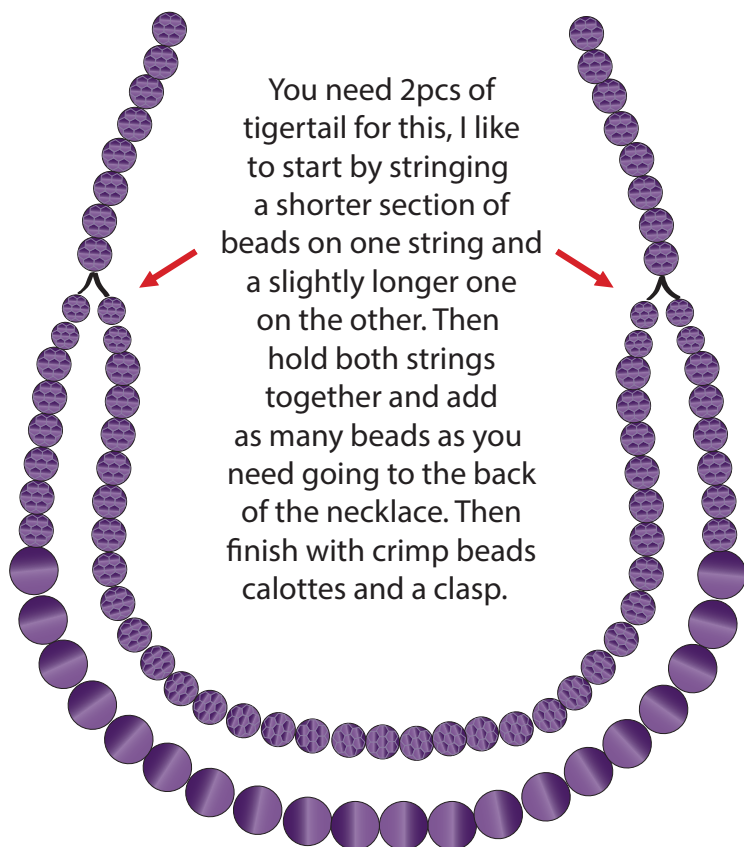 You need 2pcs of
tigertail for this, I like
to start by stringing
a shorter section of
beads on one string and
a slightly longer one
on the other. Then
hold both strings
together and add
as many beads as you
need going to the back
of the necklace. Then
finish with crimp beads
calottes and a clasp.